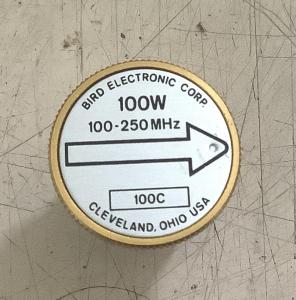 BIRD ELECTRONIC CORP.
100W
100-250 MHz
100C
CLEVELAND, OHIO USA